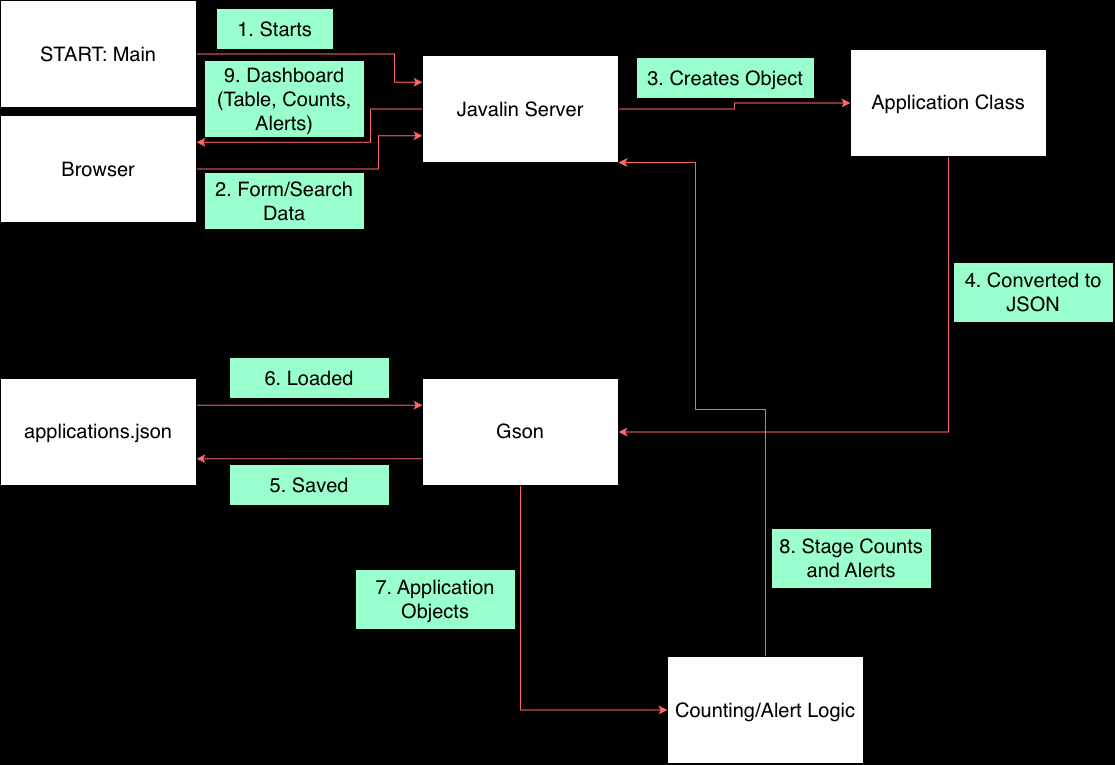 START: Main
1. Starts
9. Dashboard
(Table, Counts,
Alerts)
Browser
2. Form/Search
Data
Javalin Server
3. Creates Object
Application Class
4. Converted to
JSON
applications.json
6. Loaded
5. Saved
Gson
7. Application
Objects
8. Stage Counts
and Alerts
Counting/Alert Logic